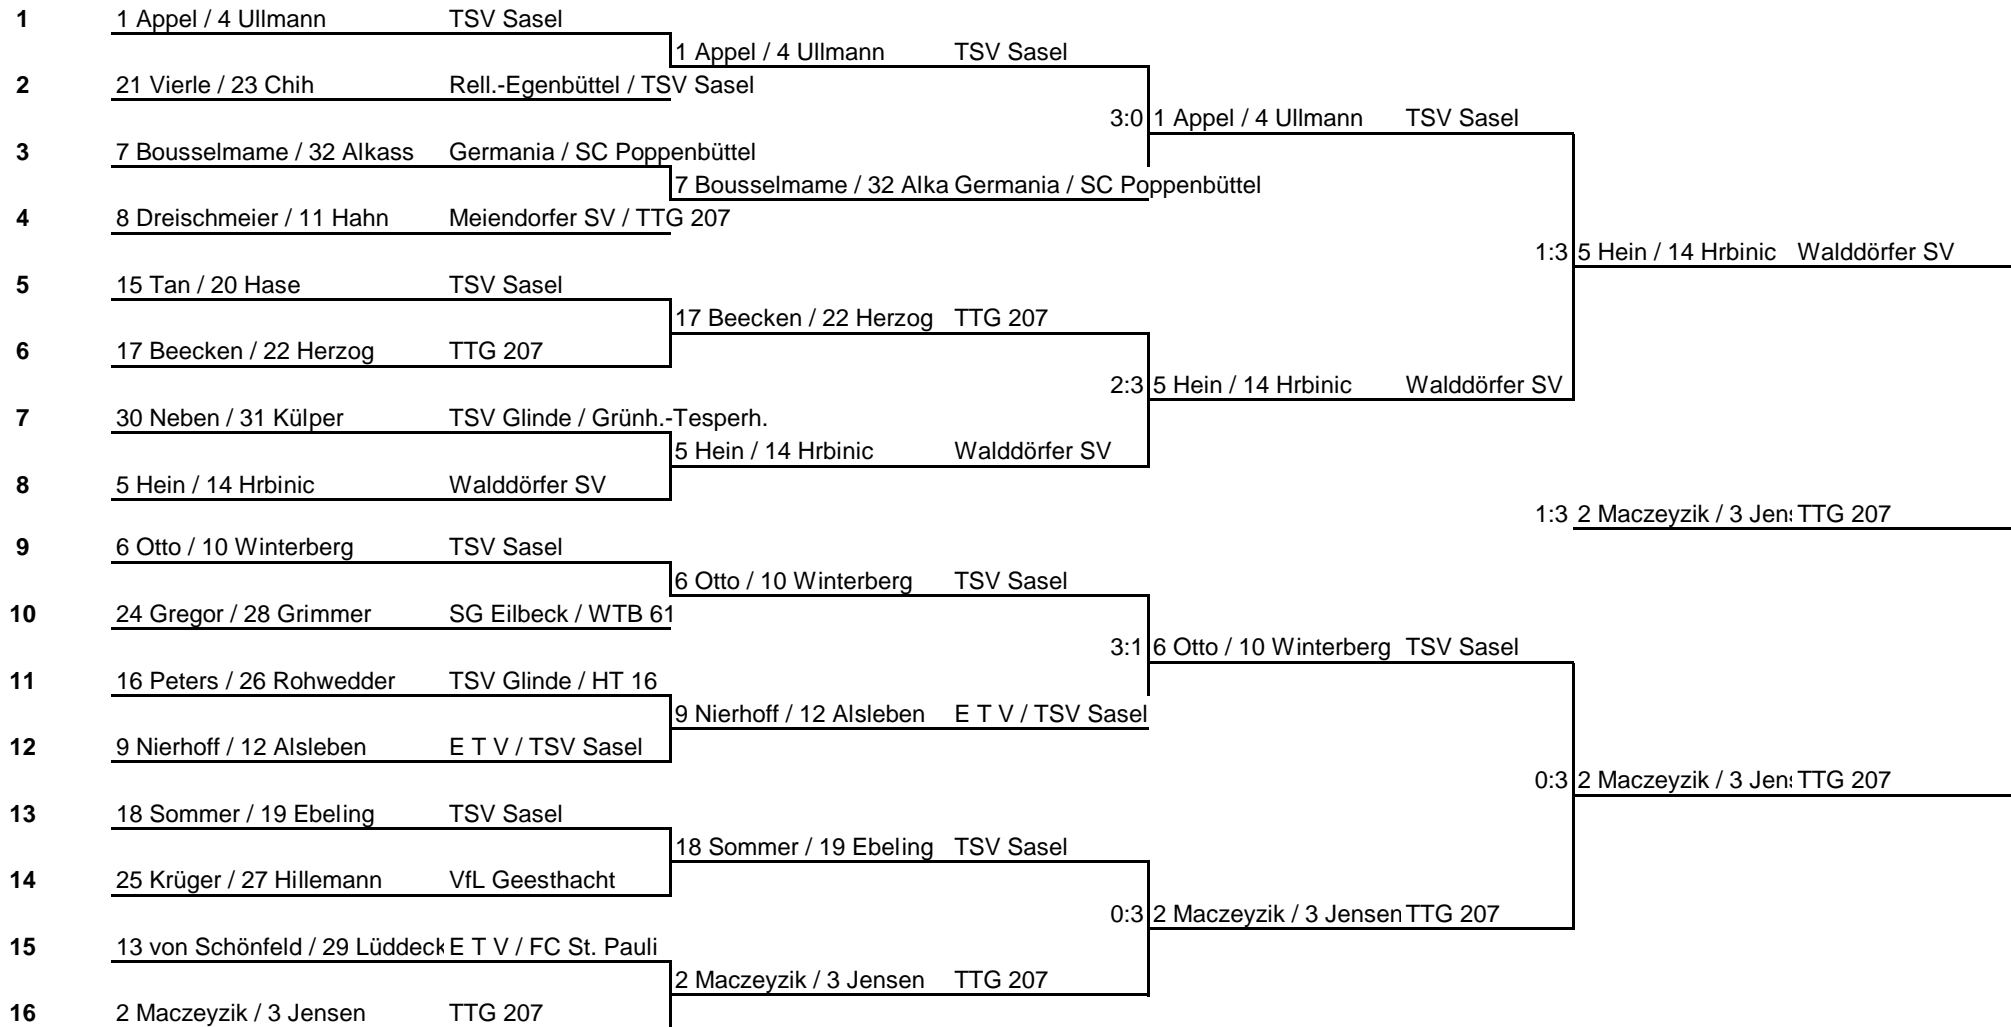 1 1 Appel / 4 Ullmann TSV Sasel
1 Appel / 4 Ullmann TSV Sasel
2 21 Vierle / 23 Chih Rell.-Egenbüttel / TSV Sasel
3:0 1 Appel / 4 Ullmann TSV Sasel
3 7 Bousselmame / 32 Alkass Germania / SC Poppenbüttel
7 Bousselmame / 32 Alka Germania / SC Poppenbüttel
4 8 Dreischmeier / 11 Hahn Meiendorfer SV / TTG 207
1:3 5 Hein / 14 Hrbinic Walddörfer SV
5 15 Tan / 20 Hase TSV Sasel
17 Beecken / 22 Herzog TTG 207
6 17 Beecken / 22 Herzog TTG 207
2:3 5 Hein / 14 Hrbinic Walddörfer SV
7 30 Neben / 31 Külper TSV Glinde / Grünh.-Tesperh.
5 Hein / 14 Hrbinic Walddörfer SV
8 5 Hein / 14 Hrbinic Walddörfer SV
1:3 2 Maczeyzik / 3 Jen TTG 207
9 6 Otto / 10 Winterberg TSV Sasel
6 Otto / 10 Winterberg TSV Sasel
10 24 Gregor / 28 Grimmer SG Eilbeck / WTB 61
3:1 6 Otto / 10 Winterberg TSV Sasel
11 16 Peters / 26 Rohwedder TSV Glinde / HT 16
9 Nierhoff / 12 Alsleben E T V / TSV Sasel
12 9 Nierhoff / 12 Alsleben E T V / TSV Sasel
0:3 2 Maczeyzik / 3 Jen TTG 207
13 18 Sommer / 19 Ebeling TSV Sasel
18 Sommer / 19 Ebeling TSV Sasel
14 25 Krüger / 27 Hillemann VfL Geesthacht
0:3 2 Maczeyzik / 3 Jensen TTG 207
15 13 von Schönfeld / 29 Lüddeck E T V / FC St. Pauli
2 Maczeyzik / 3 Jensen TTG 207
16 2 Maczeyzik / 3 Jensen TTG 207